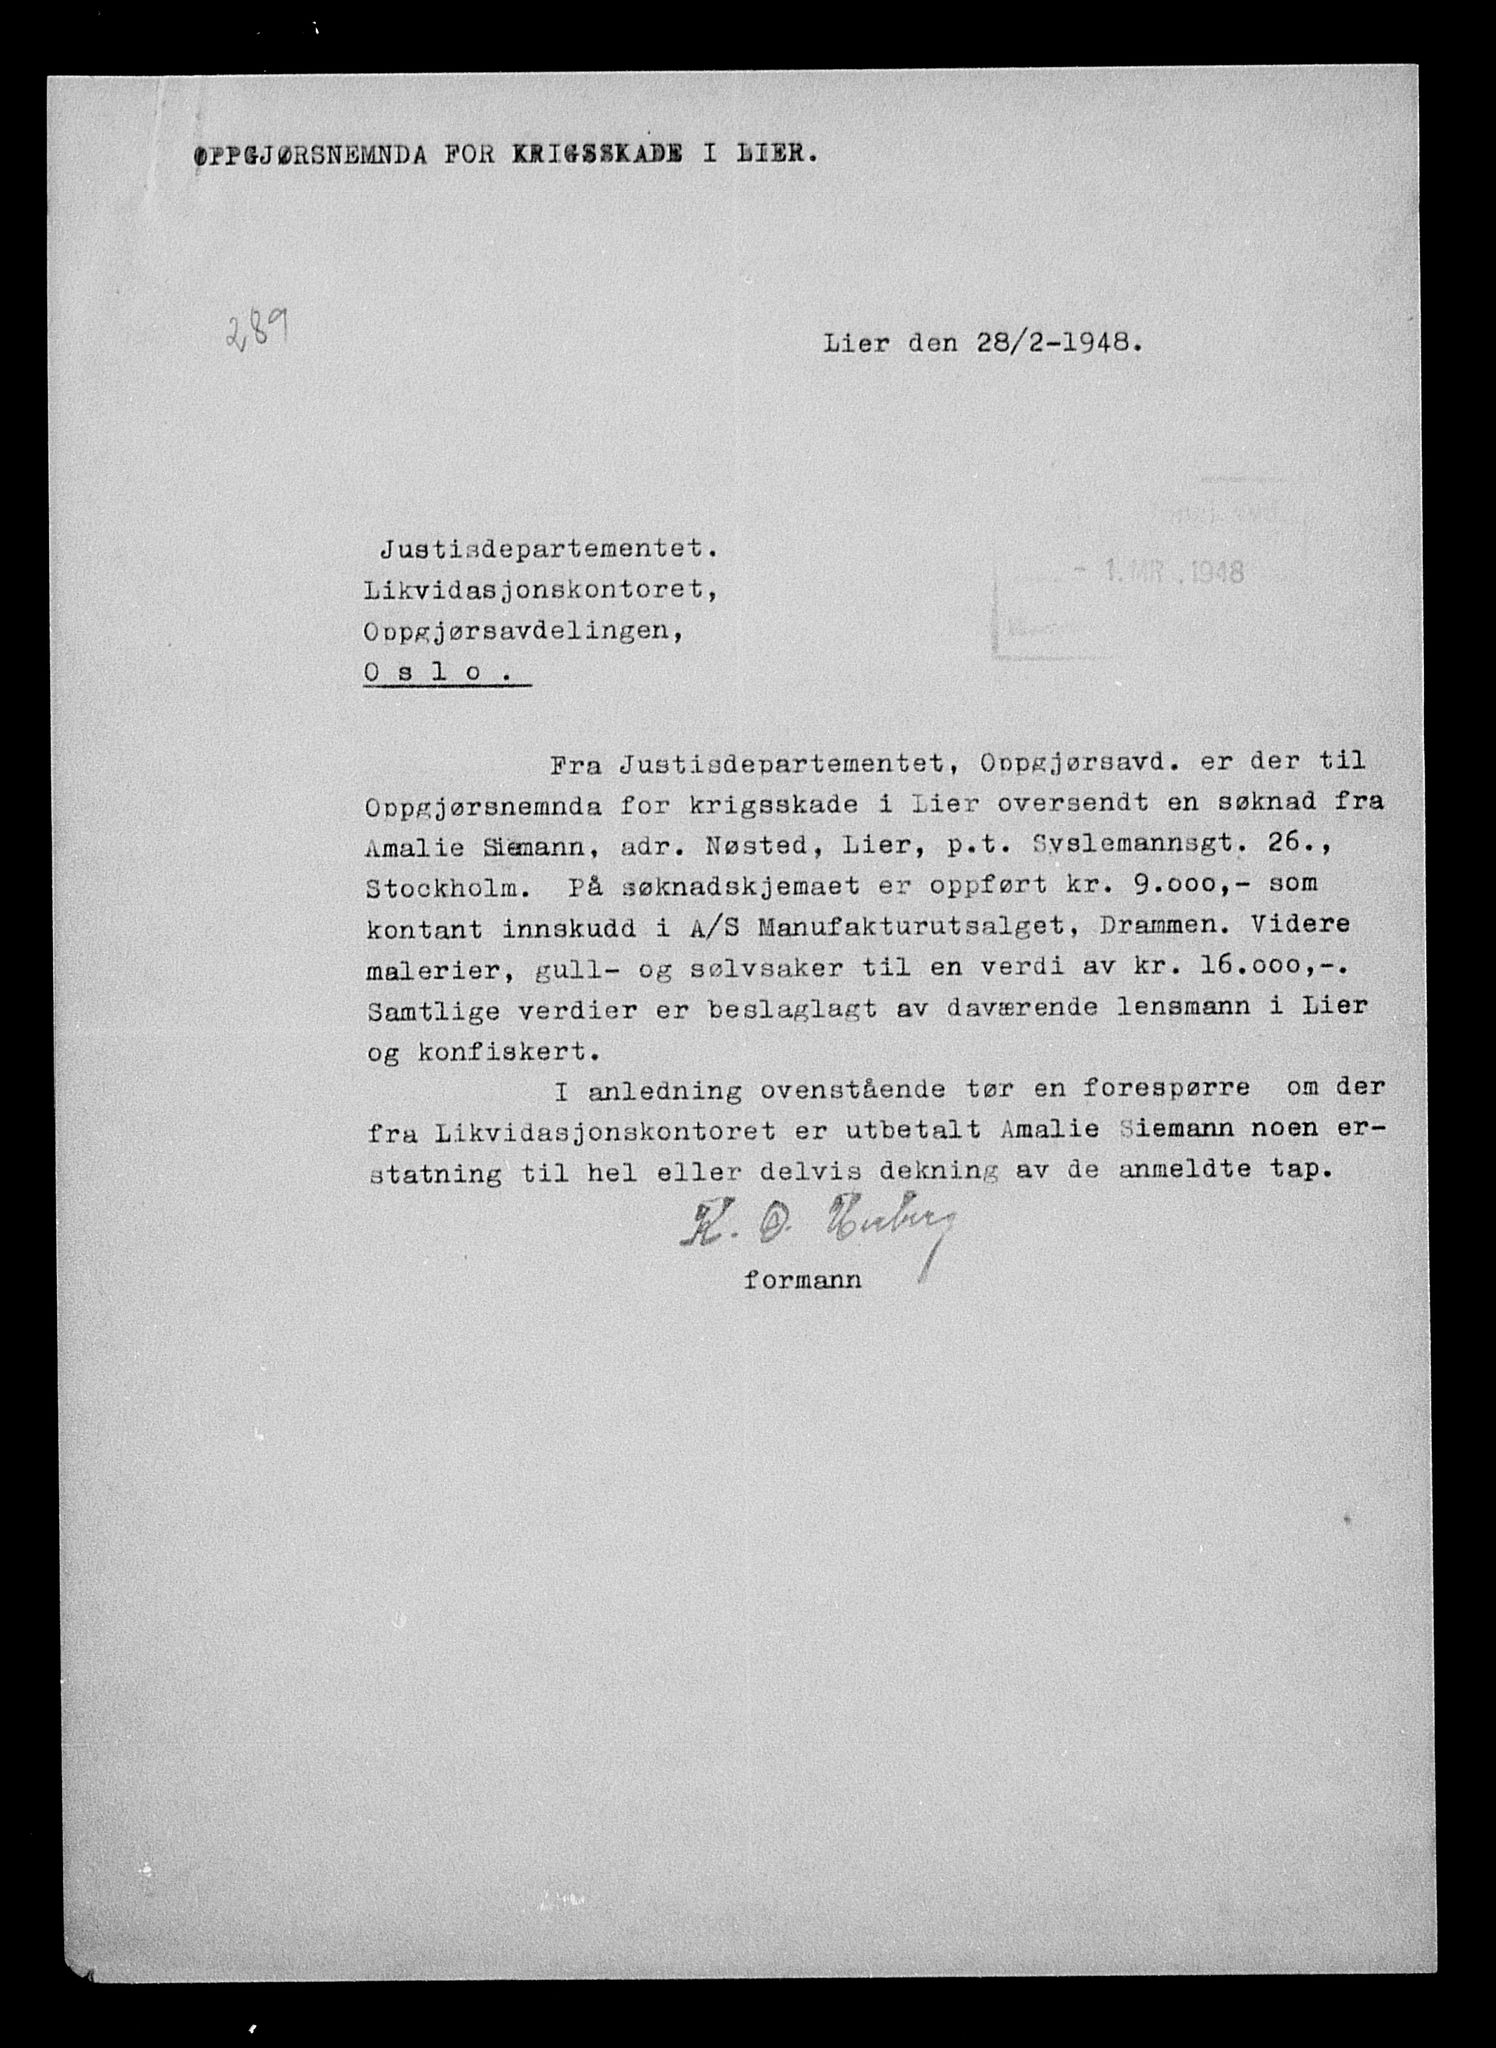 OPPGJØRSNEMNDA FOR KRIGSSKADE I LIER.
289
Lier den 28/2-1948.
- 1. MR . 1948
Justisdepartementet.
Likvidasjonskontoret,
Oppgjørsavdelingen,
O s l o .
Fra Justisdepartementet, Oppgjørsavd. er der til
Oppgjørsnemnda for krigsskade i Lier oversendt en søknad fra
Amalie Siemann, adr. Nøsted, Lier, p.t. Syslemannsgt. 26.,
Stockholm. På søknadskjemaet er oppført kr. 9.000,- som
kontant innskudd i A/S Manufakturutsalget, Drammen. Videre
malerier, gull- og sølvsaker til en verdi av kr. 16.000,-.
Samtlige verdier er beslaglagt av daværende lensmann i Lier
og konfiskert.
I anledning ovenstående tør en forespørre om der
fra Likvidasjonskontoret er utbetalt Amalie Siemann noen er-
statning til hel eller delvis dekning av de anmeldte tap.
K. O.
formann